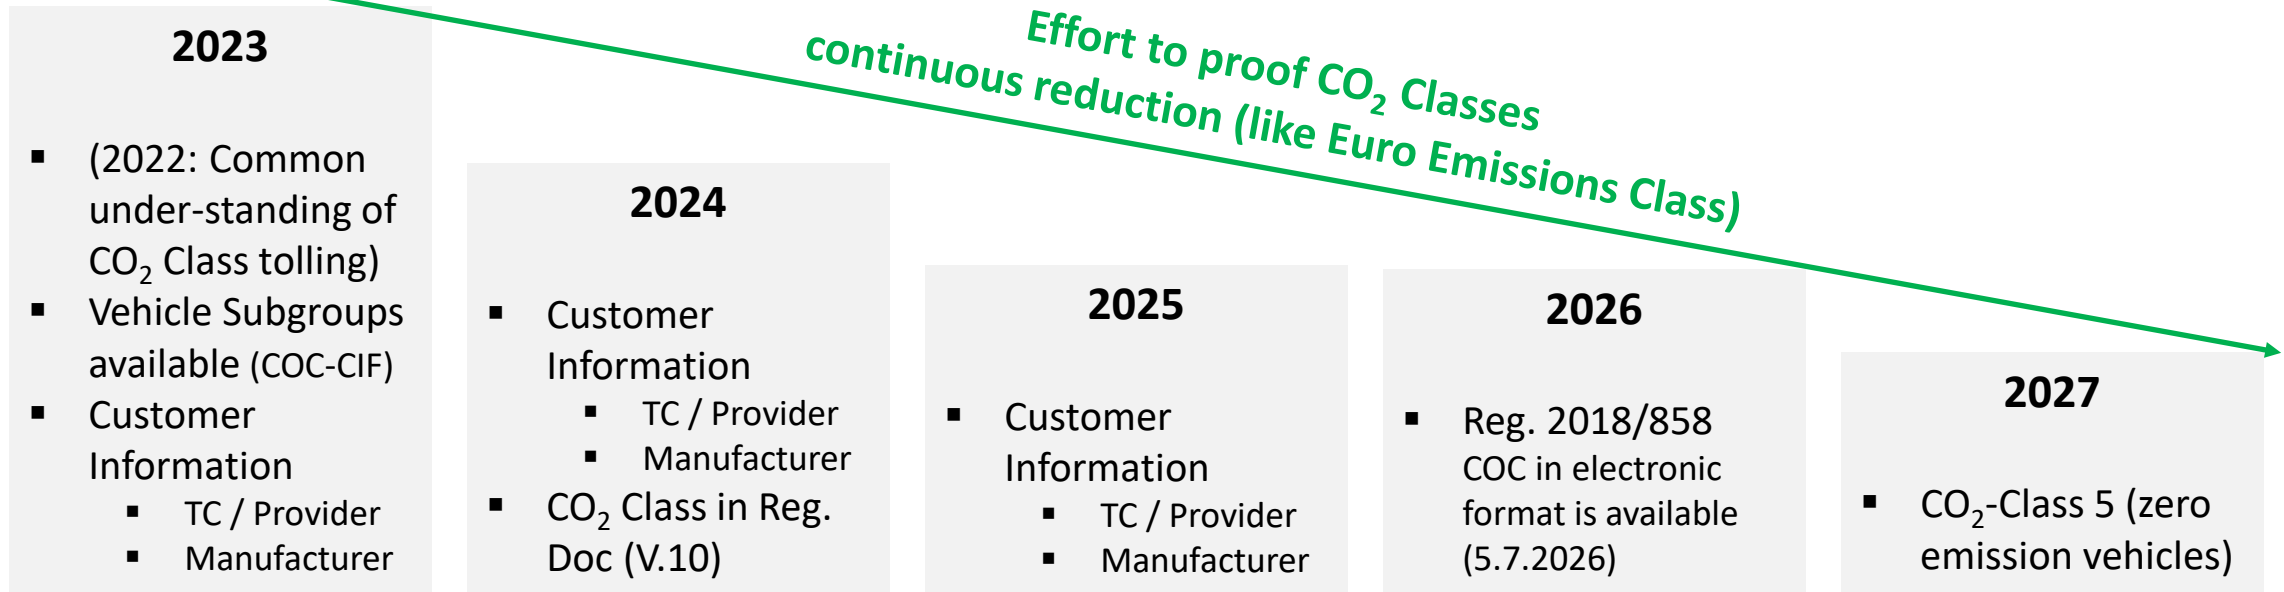 Effort to proof CO₂ Classes
continuous reduction (like Euro Emissions Class)
2023
▪ (2022: Common
under-standing of
CO₂ Class tolling)
▪ Vehicle Subgroups
available (COC-CIF)
▪ Customer
Information
▪ TC / Provider
▪ Manufacturer
2024
▪ Customer
Information
▪ TC / Provider
▪ Manufacturer
▪ CO₂ Class in Reg.
Doc (V.10)
2025
▪ Customer
Information
▪ TC / Provider
▪ Manufacturer
2026
▪ Reg. 2018/858
COC in electronic
format is available
(5.7.2026)
2027
▪ CO₂-Class 5 (zero
emission vehicles)